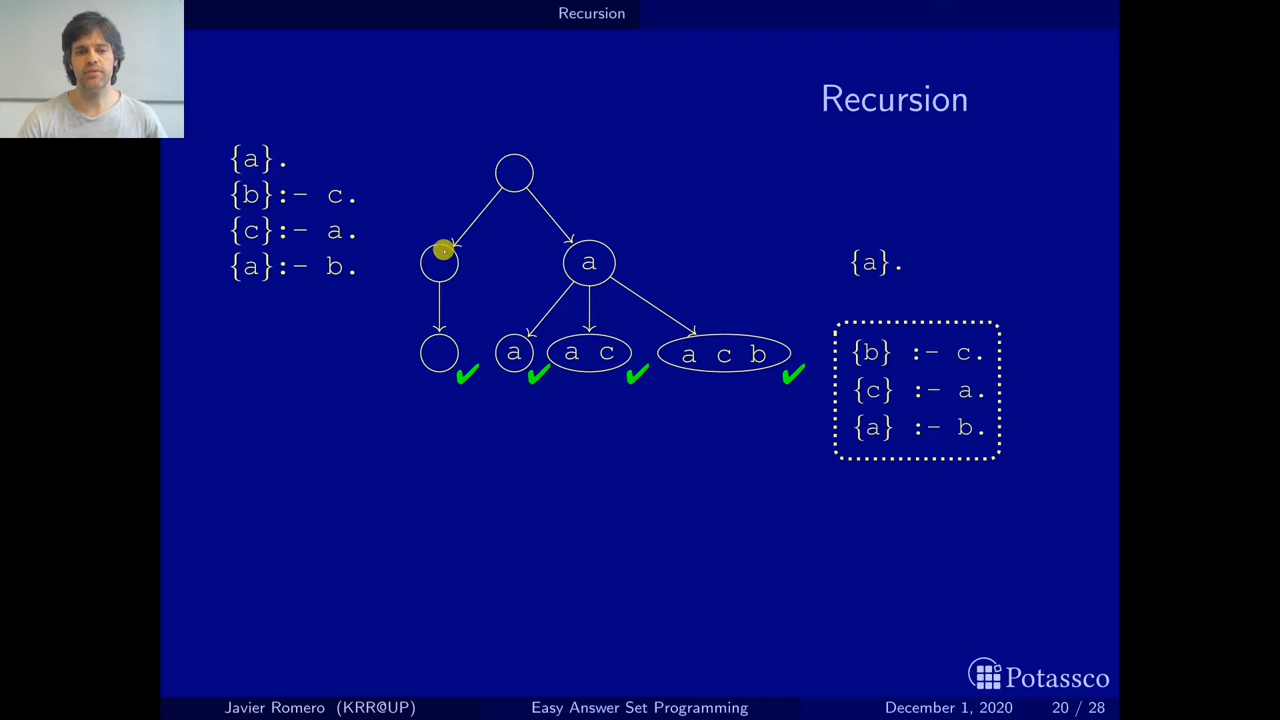 Recursion
Recursion
{a}.
{b}:- c.
{c}:- a.
{a}:- b.
a
a
a c
a c b
{a}.
{b} :- c.
{c} :- a.
{a} :- b.
Potassco
Javier Romero (KRR@UP) Easy Answer Set Programming December 1, 2020 20 / 28